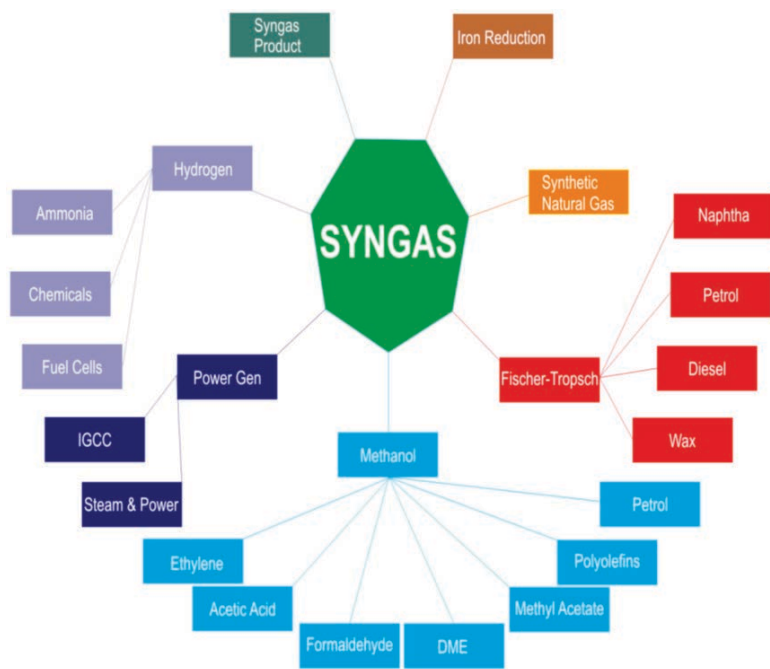 Syngas
Product
Iron Reduction
Hydrogen
Synthetic
Natural Gas
Ammonia
Naphtha
SYNGAS
Chemicals
Petrol
Fuel Cells
Power Gen
Fischer-Tropsch
Diesel
IGCC
Methanol
Wax
Steam & Power
Petrol
Ethylene
Polyolefins
Acetic Acid
Methyl Acetate
Formaldehyde
DME